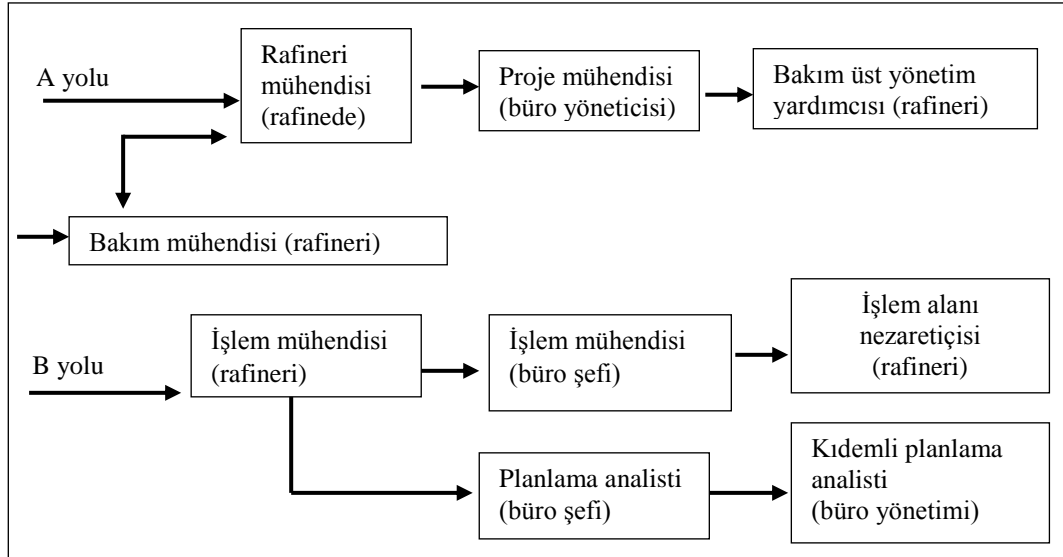 A yolu
Rafineri
mühendisi
(rafinede)
Proje mühendisi
(büro yöneticisi)
Bakım üst yönetim
yardımcısı (rafineri)
Bakım mühendisi (rafineri)
B yolu
İşlem mühendisi
(rafineri)
İşlem mühendisi
(büro şefi)
İşlem alanı
nezaretiçisi
(rafineri)
Planlama analisti
(büro şefi)
Kıdemli planlama
analisti
(büro yönetimi)